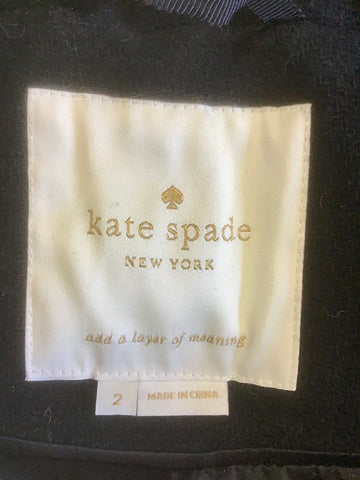 kate spade
NEW YORK
add a layer of meaning
2 MADE IN CHINA